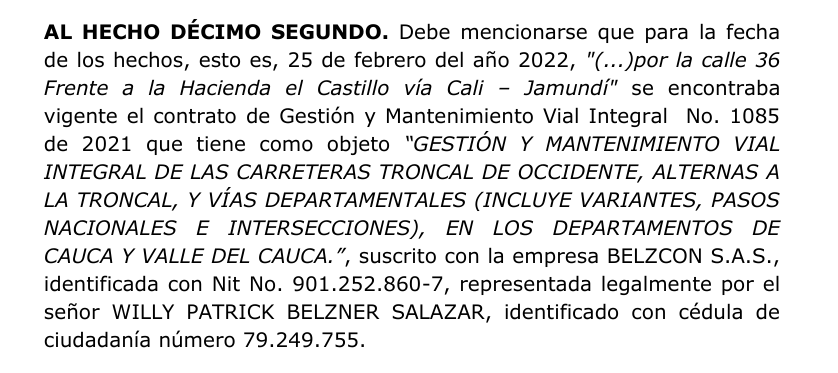 AL HECHO DÉCIMO SEGUNDO. Debe mencionarse que para la fecha
de los hechos, esto es, 25 de febrero del año 2022, "(...)por la calle 36
Frente a la Hacienda el Castillo vía Cali – Jamundí" se encontraba
vigente el contrato de Gestión y Mantenimiento Vial Integral  No. 1085
de 2021 que tiene como objeto “GESTIÓN Y MANTENIMIENTO VIAL
INTEGRAL DE LAS CARRETERAS TRONCAL DE OCCIDENTE, ALTERNAS A
LA TRONCAL, Y VÍAS DEPARTAMENTALES (INCLUYE VARIANTES, PASOS
NACIONALES E INTERSECCIONES), EN LOS DEPARTAMENTOS DE
CAUCA Y VALLE DEL CAUCA.”, suscrito con la empresa BELZCON S.A.S.,
identificada con Nit No. 901.252.860-7, representada legalmente por el
señor WILLY PATRICK BELZNER SALAZAR, identificado con cédula de
ciudadanía número 79.249.755.